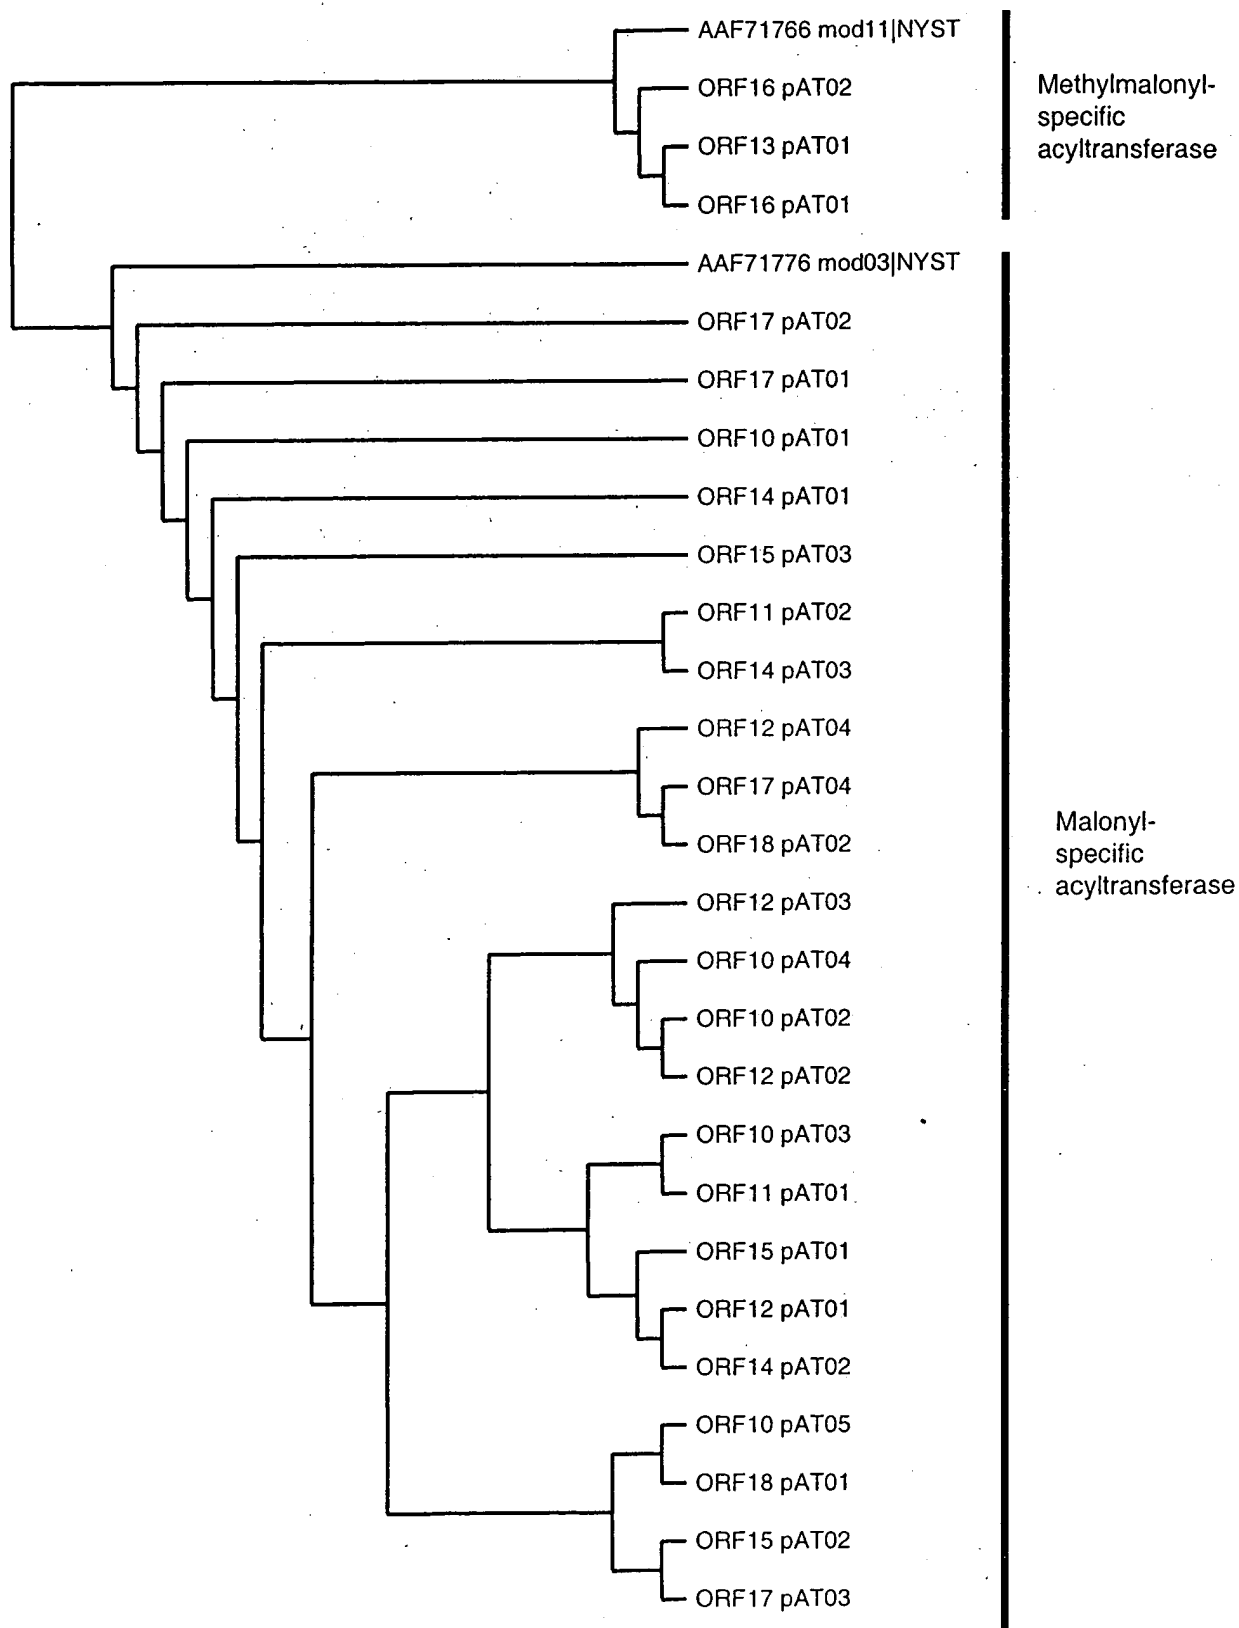 AAF71766 mod11|NYST
ORF16 pAT02
ORF13 pAT01
ORF16 pAT01
Methylmalonyl-
specific
acyltransferase
AAF71776 mod03|NYST
ORF17 pAT02
ORF17 pAT01
ORF10 pAT01
ORF14 pAT01
ORF15 pAT03
ORF11 pAT02
ORF14 pAT03
ORF12 pAT04
ORF17 pAT04
ORF18 pAT02
ORF12 pAT03
ORF10 pAT04
ORF10 pAT02
ORF12 pAT02
ORF10 pAT03
ORF11 pAT01
ORF15 pAT01
ORF12 pAT01
ORF14 pAT02
ORF10 pAT05
ORF18 pAT01
ORF15 pAT02
ORF17 pAT03
Malonyl-
specific
acyltransferase